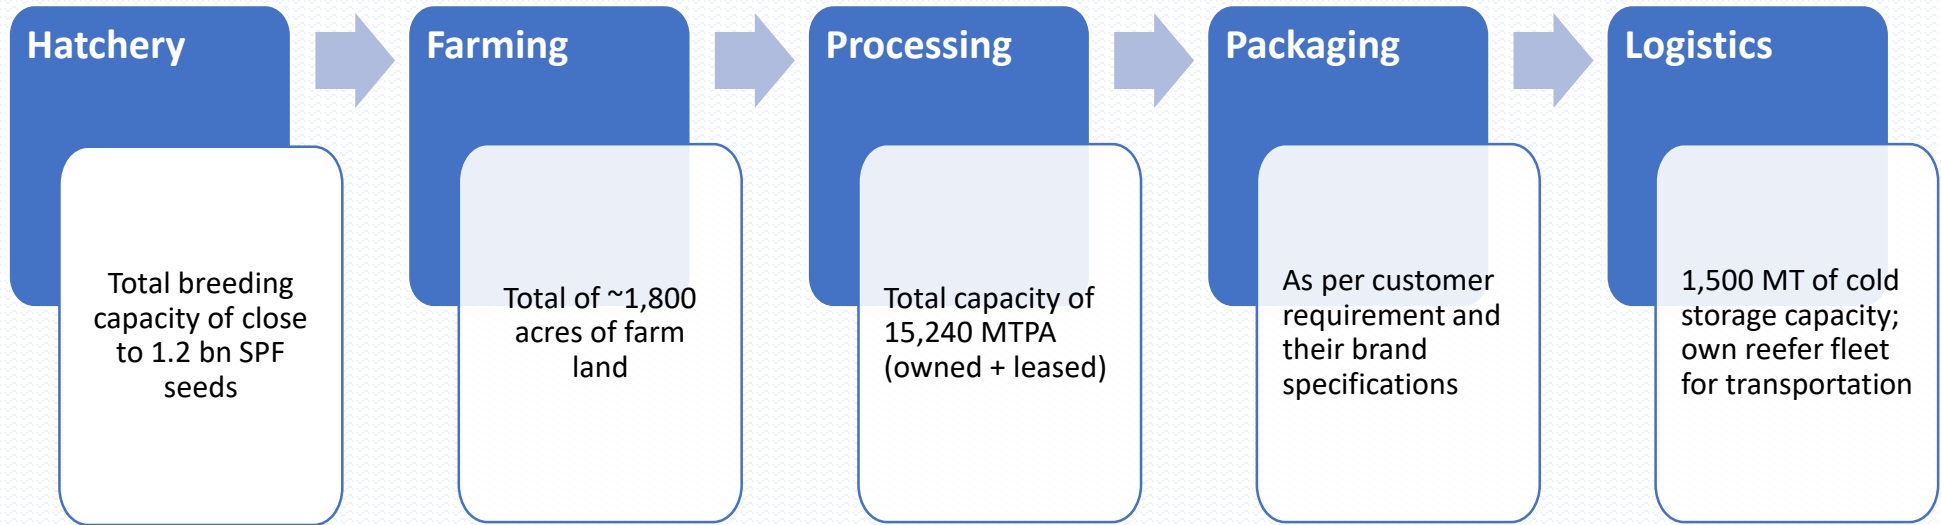 Hatchery
Total breeding
capacity of close
to 1.2 bn SPF
seeds
Farming
Total of ~1,800
acres of farm
land
Processing
Total capacity of
15,240 MTPA
(owned + leased)
Packaging
As per customer
requirement and
their brand
specifications
Logistics
1,500 MT of cold
storage capacity;
own reefer fleet
for transportation